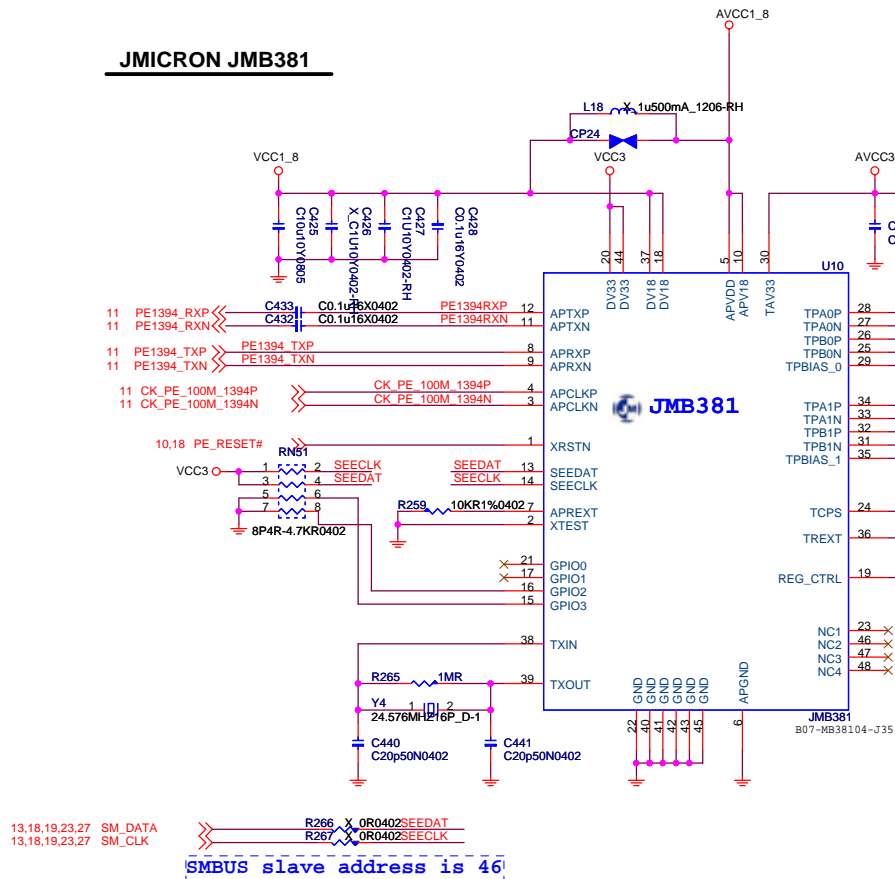 AVCC1_8
JMICRON JMB381
L18 X_1u500mA_1206-RH
CP24
VCC1_8
VCC3
AVCC3
C425
C10u10Y0805
C426
X_C1U10Y0402-RH
C427
C1U10Y0402-RH
C428
C0.1u16Y0402
20 44 37 18 5 10 30
U10
DV33 DV33 DV18 DV18 APVDD APV18 TAV33
11 PE1394_RXP C433 C0.1u16X0402 PE1394RXP 12 APTXP
11 PE1394_RXN C432 C0.1u16X0402 PE1394RXN 11 APTXN
11 PE1394_TXP PE1394_TXP 8 APRXP
11 PE1394_TXN PE1394_TXN 9 APRXN
11 CK_PE_100M_1394P CK_PE_100M_1394P 4 APCLKP
11 CK_PE_100M_1394N CK_PE_100M_1394N 3 APCLKN
TPA0P 28
TPA0N 27
TPB0P 26
TPB0N 25
TPBIAS_0 29
JMB381
TPA1P 34
TPA1N 33
TPB1P 32
TPB1N 31
TPBIAS_1 35
10,18 PE_RESET# 1 XRSTN
RN51
VCC3 1 2 SEECLK SEEDAT 13 SEEDAT
3 4 SEEDAT SEECLK 14 SEECLK
5 6
7 8
8P4R-4.7KR0402
R259 10KR1%0402 7 APREXT
2 XTEST
TCPS 24
TREXT 36
REG_CTRL 19
21 GPIO0
17 GPIO1
16 GPIO2
15 GPIO3
NC1 23
NC2 46
NC3 47
NC4 48
38 TXIN
R265 1MR 39 TXOUT
Y4 1 2
24.576MHZ16P_D-1
GND GND GND GND GND GND APGND
22 40 41 42 43 45 6
JMB381
B07-MB38104-J35
C440
C20p50N0402
C441
C20p50N0402
13,18,19,23,27 SM_DATA R266 X_0R0402 SEEDAT
13,18,19,23,27 SM_CLK R267 X_0R0402 SEECLK
SMBUS slave address is 46